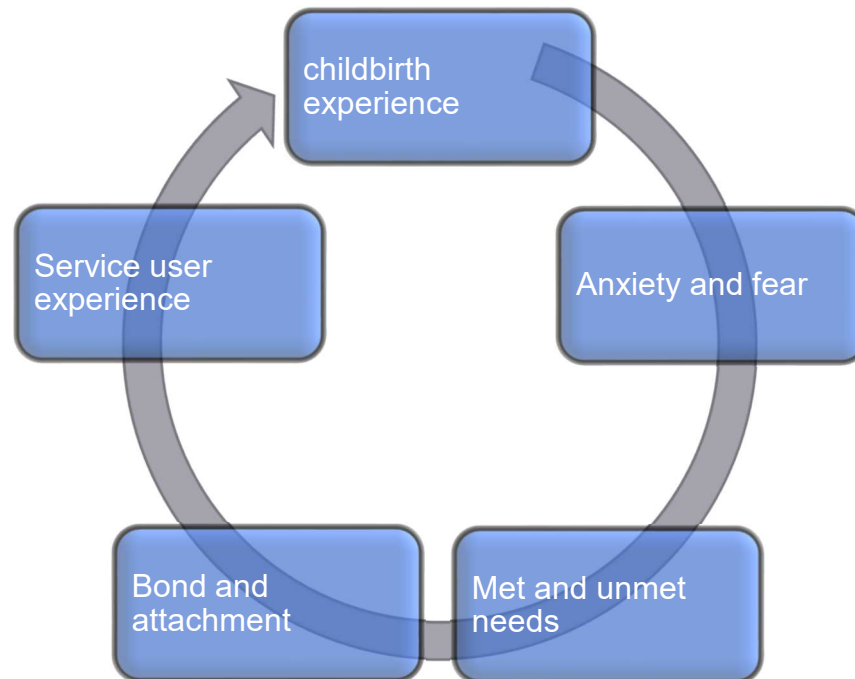 childbirth
experience
Anxiety and fear
Met and unmet
needs
Bond and
attachment
Service user
experience